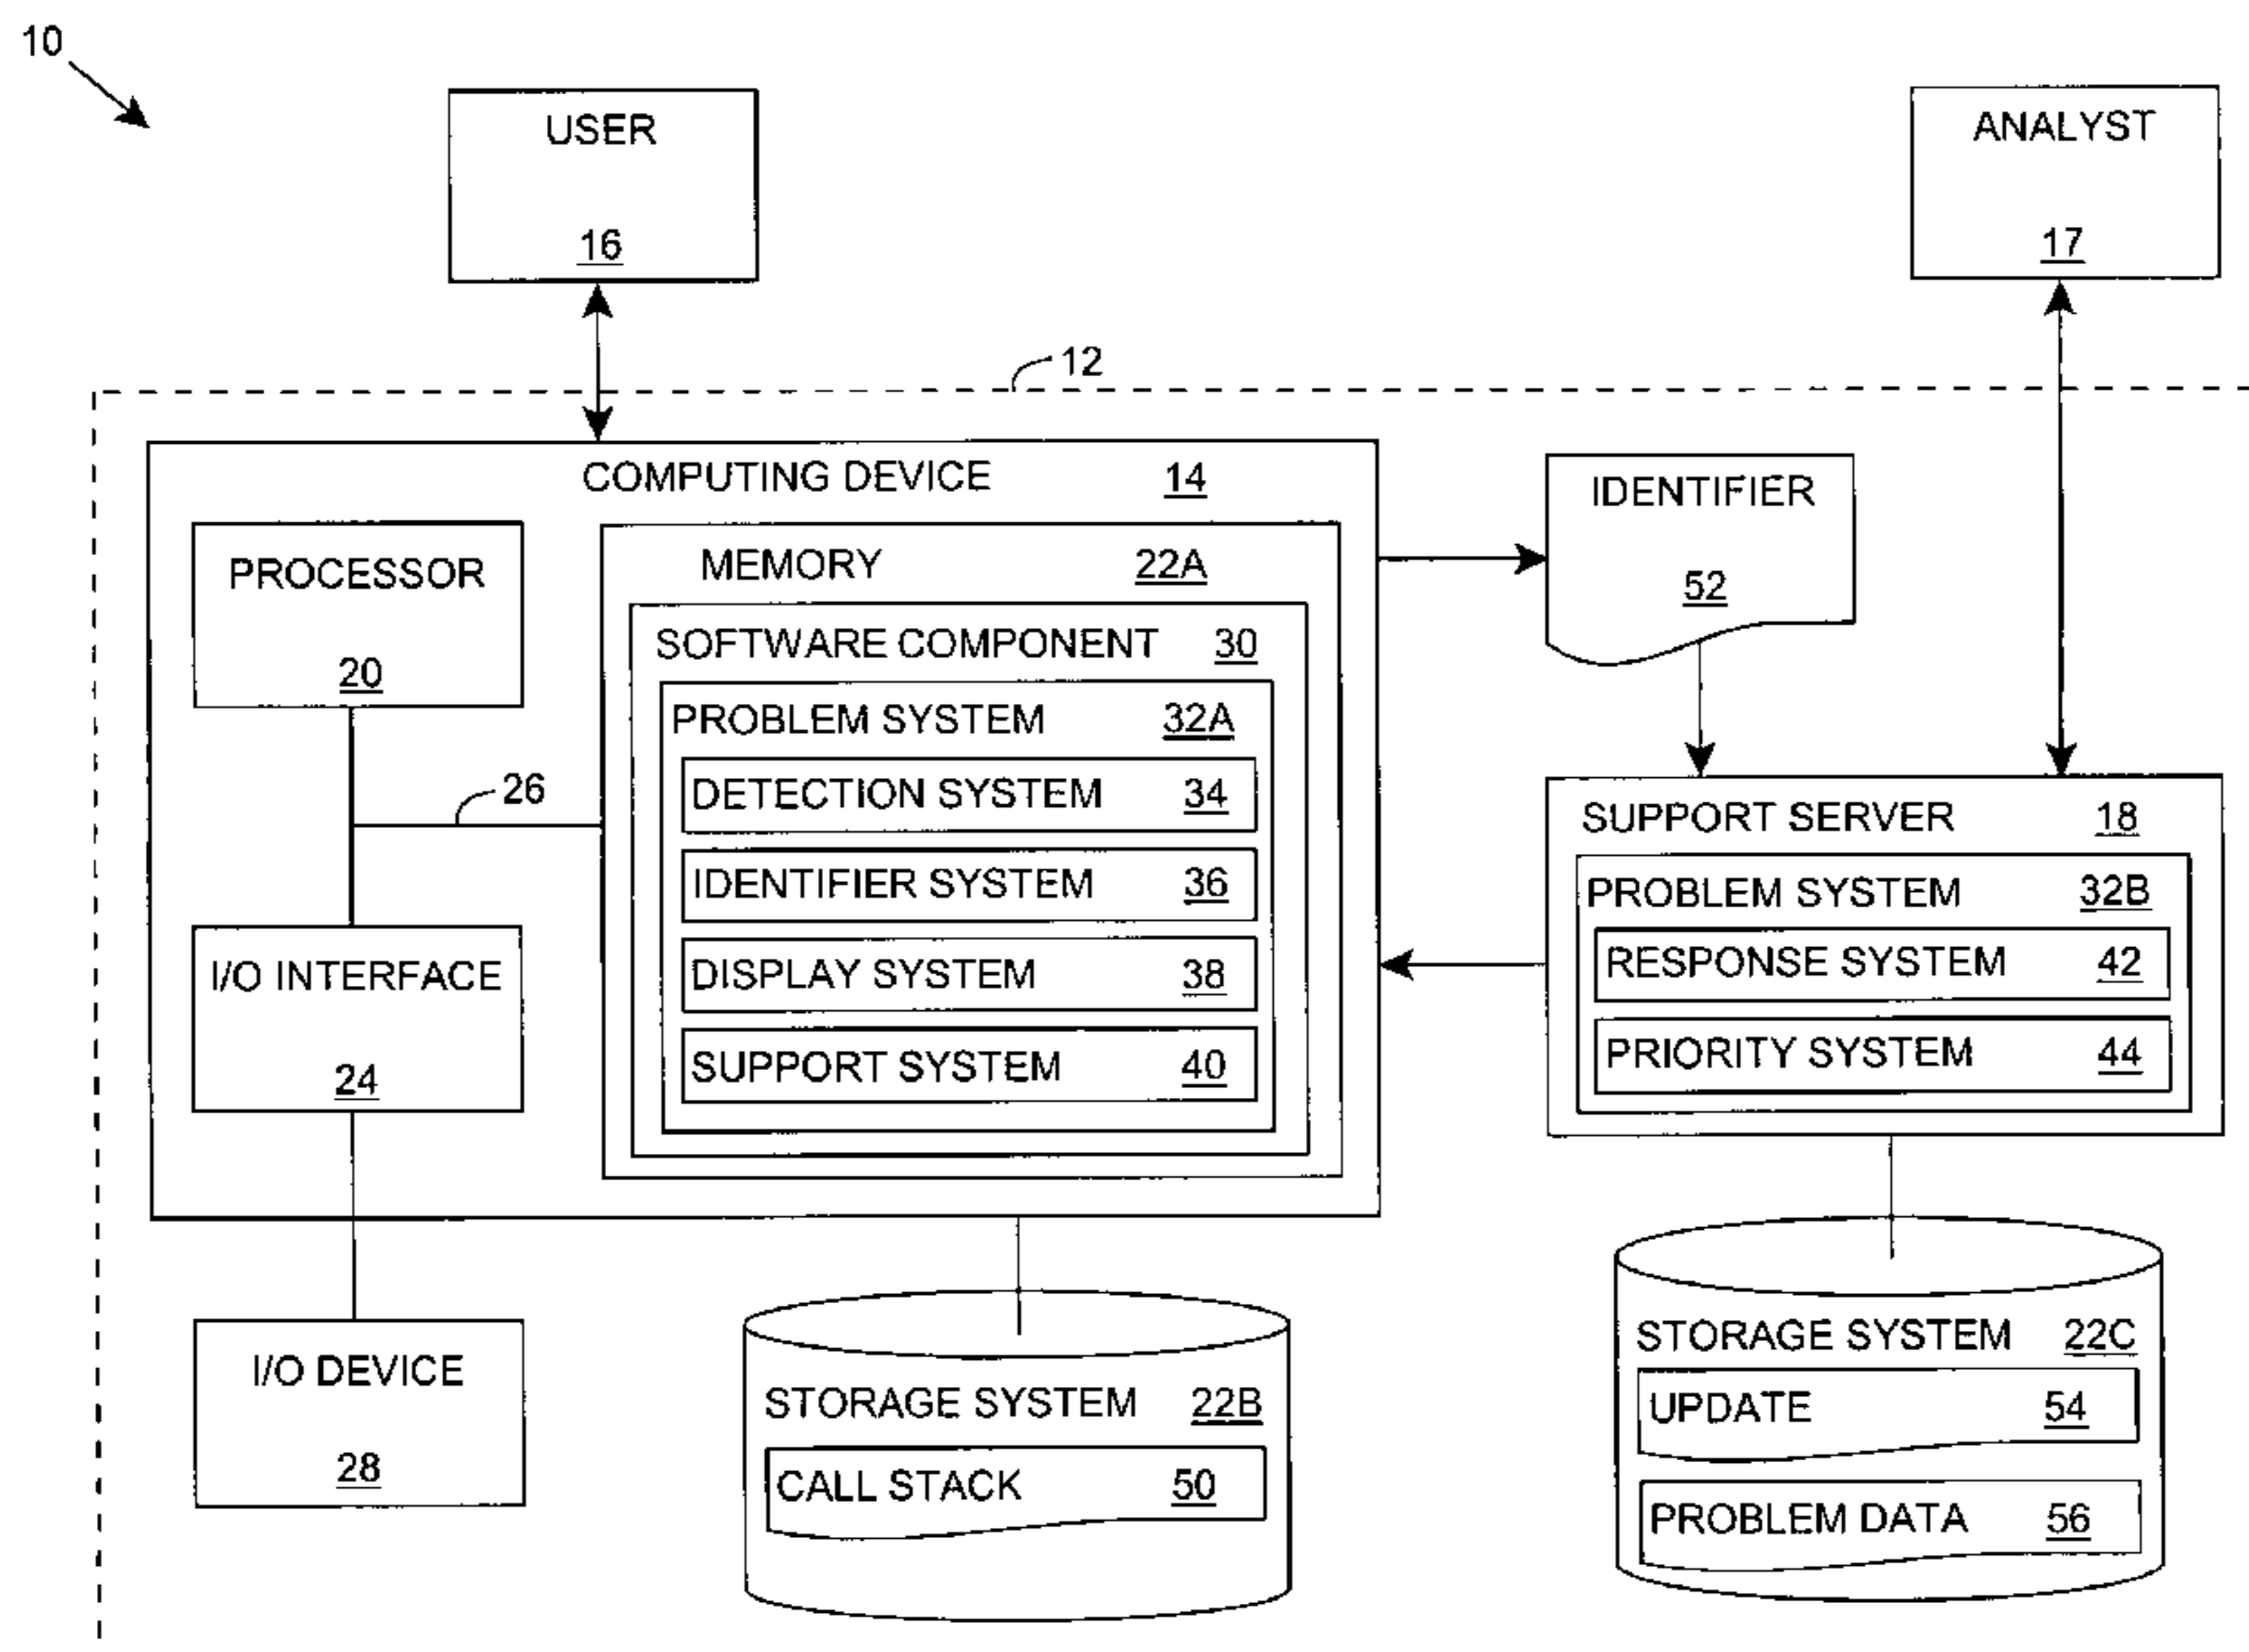 10
USER
16
ANALYST
17
12
COMPUTING DEVICE 14
PROCESSOR
20
MEMORY 22A
SOFTWARE COMPONENT 30
PROBLEM SYSTEM 32A
DETECTION SYSTEM 34
IDENTIFIER SYSTEM 36
DISPLAY SYSTEM 38
SUPPORT SYSTEM 40
26
I/O INTERFACE
24
I/O DEVICE
28
IDENTIFIER
52
SUPPORT SERVER 18
PROBLEM SYSTEM 32B
RESPONSE SYSTEM 42
PRIORITY SYSTEM 44
STORAGE SYSTEM 22B
CALL STACK 50
STORAGE SYSTEM 22C
UPDATE 54
PROBLEM DATA 56